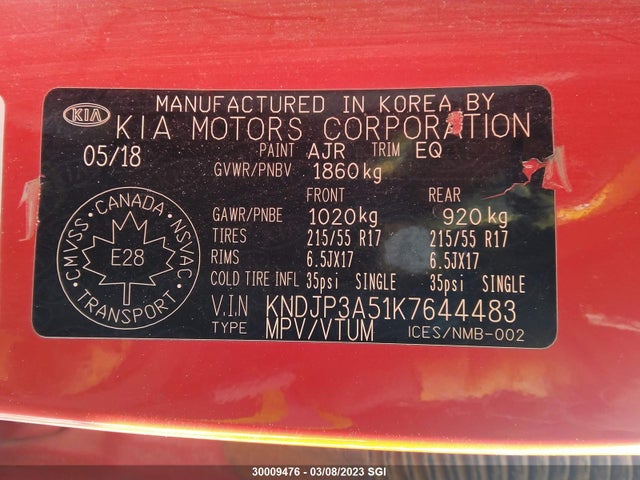 KIA
MANUFACTURED IN KOREA BY
KIA MOTORS CORPORATION
05/18 PAINT AJR TRIM EQ
GVWR/PNBV 1860kg
FRONT REAR
GAWR/PNBE 1020kg 920kg
TIRES 215/55 R17 215/55 R17
RIMS 6.5JX17 6.5JX17
COLD TIRE INFL 35psi SINGLE 35psi SINGLE
V.I.N KNDJP3A51K7644483
TYPE MPV/VTUM ICES/NMB-002
CMVSS • CANADA • NSVAC
E28
TRANSPORT
30009476 - 03/08/2023 SGI